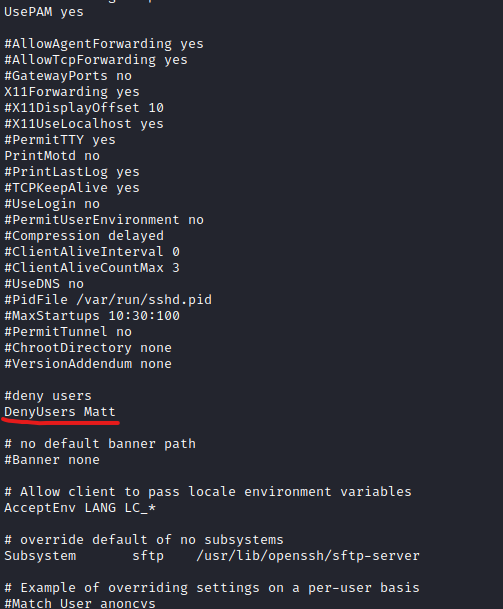 UsePAM yes
#AllowAgentForwarding yes
#AllowTcpForwarding yes
#GatewayPorts no
X11Forwarding yes
#X11DisplayOffset 10
#X11UseLocalhost yes
#PermitTTY yes
PrintMotd no
#PrintLastLog yes
#TCPKeepAlive yes
#UseLogin no
#PermitUserEnvironment no
#Compression delayed
#ClientAliveInterval 0
#ClientAliveCountMax 3
#UseDNS no
#PidFile /var/run/sshd.pid
#MaxStartups 10:30:100
#PermitTunnel no
#ChrootDirectory none
#VersionAddendum none
#deny users
DenyUsers Matt
# no default banner path
#Banner none
# Allow client to pass locale environment variables
AcceptEnv LANG LC_*
# override default of no subsystems
Subsystem       sftp    /usr/lib/openssh/sftp-server
# Example of overriding settings on a per-user basis
#Match User anoncvs